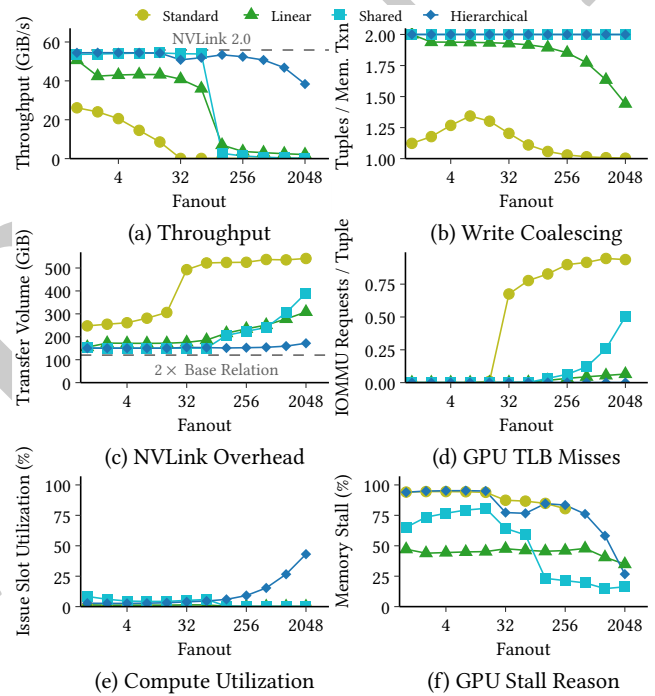 Standard Linear Shared Hierarchical
Throughput (GiB/s)
60
40
20
0
NVLink 2.0
4 32 256 2048
Fanout
(a) Throughput
Tuples / Mem. Txn
2.00
1.75
1.50
1.25
1.00
4 32 256 2048
Fanout
(b) Write Coalescing
Transfer Volume (GiB)
500
400
300
200
100
0
2 × Base Relation
4 32 256 2048
Fanout
(c) NVLink Overhead
IOMMU Requests / Tuple
0.75
0.50
0.25
0.00
4 32 256 2048
Fanout
(d) GPU TLB Misses
Issue Slot Utilization (%)
100
75
50
25
0
4 32 256 2048
Fanout
(e) Compute Utilization
Memory Stall (%)
100
75
50
25
0
4 32 256 2048
Fanout
(f) GPU Stall Reason